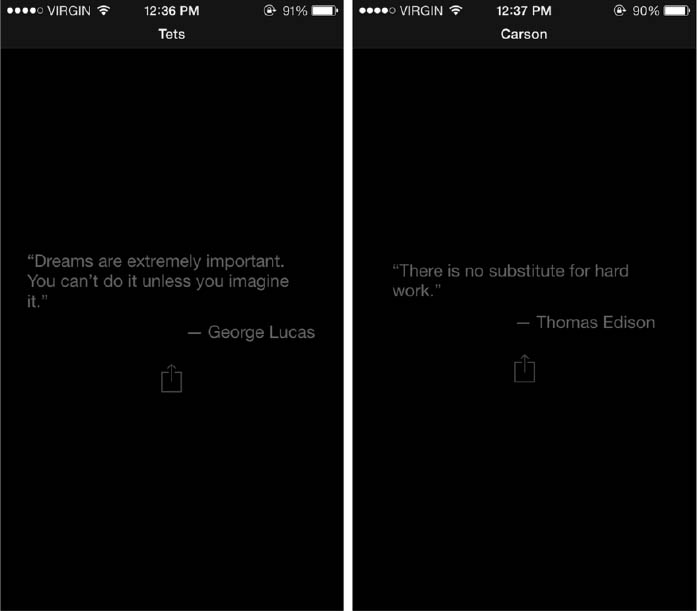 VIRGIN 12:36 PM 91%
Tets
“Dreams are extremely important.
You can’t do it unless you imagine
it.”
— George Lucas
VIRGIN 12:37 PM 90%
Carson
“There is no substitute for hard
work.”
— Thomas Edison